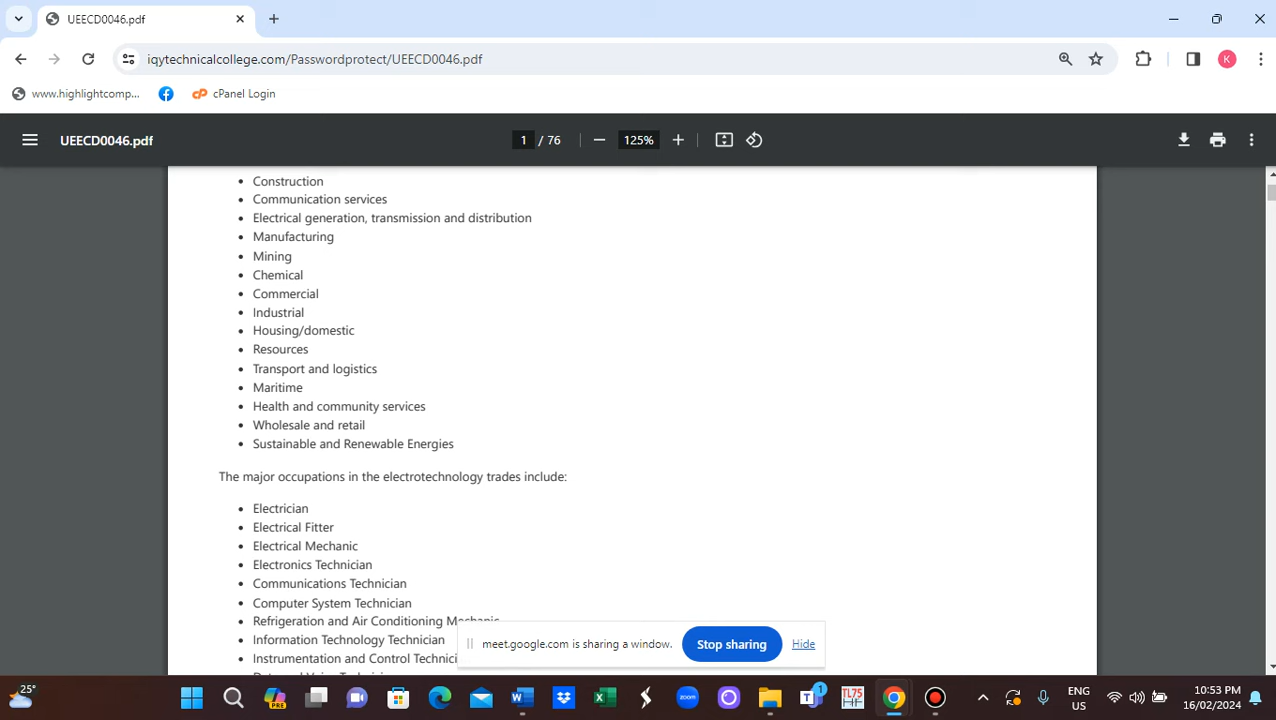 UEECD0046.pdf
iqytechnicalcollege.com/Passwordprotect/UEECD0046.pdf
K
www.highlightcomp...
cPanel Login
UEECD0046.pdf
1 / 76
125%
Construction
Communication services
Electrical generation, transmission and distribution
Manufacturing
Mining
Chemical
Commercial
Industrial
Housing/domestic
Resources
Transport and logistics
Maritime
Health and community services
Wholesale and retail
Sustainable and Renewable Energies
The major occupations in the electrotechnology trades include:
Electrician
Electrical Fitter
Electrical Mechanic
Electronics Technician
Communications Technician
Computer System Technician
Refrigeration and Air Conditioning Mechanic
Information Technology Technician
Instrumentation and Control
meet.google.com is sharing a window.
Stop sharing
Hide
25°
PRE
zoom
TL75
1
ENG
US
10:53 PM
16/02/2024